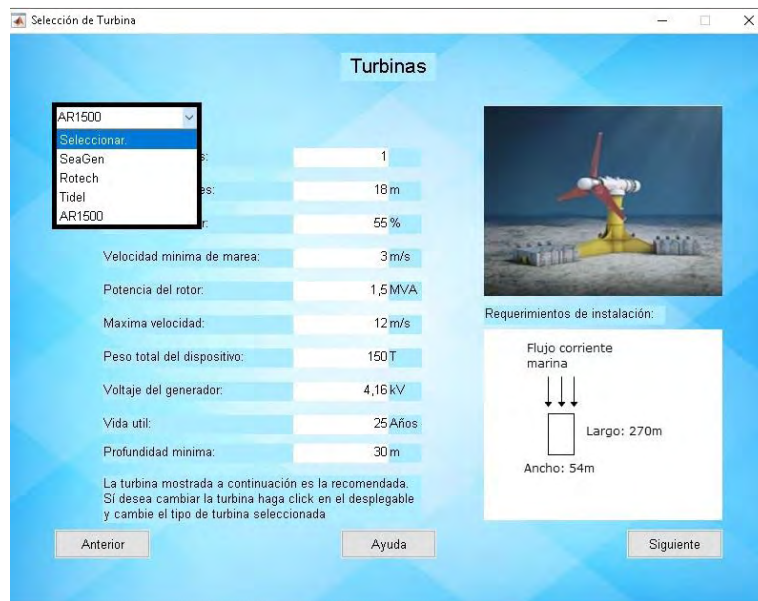 Selección de Turbina
Turbinas
AR1500
Seleccionar.
SeaGen
Rotech
Tidel
AR1500
s: 1
es: 18 m
r: 55 %
Velocidad minima de marea: 3 m/s
Potencia del rotor: 1,5 MVA
Maxima velocidad: 12 m/s
Peso total del dispositivo: 150 T
Voltaje del generador: 4,16 kV
Vida util: 25 Años
Profundidad minima: 30 m
La turbina mostrada a continuación es la recomendada.
Sí desea cambiar la turbina haga click en el desplegable
y cambie el tipo de turbina seleccionada
Requerimientos de instalación:
Flujo corriente
marina
Largo: 270m
Ancho: 54m
Anterior
Ayuda
Siguiente